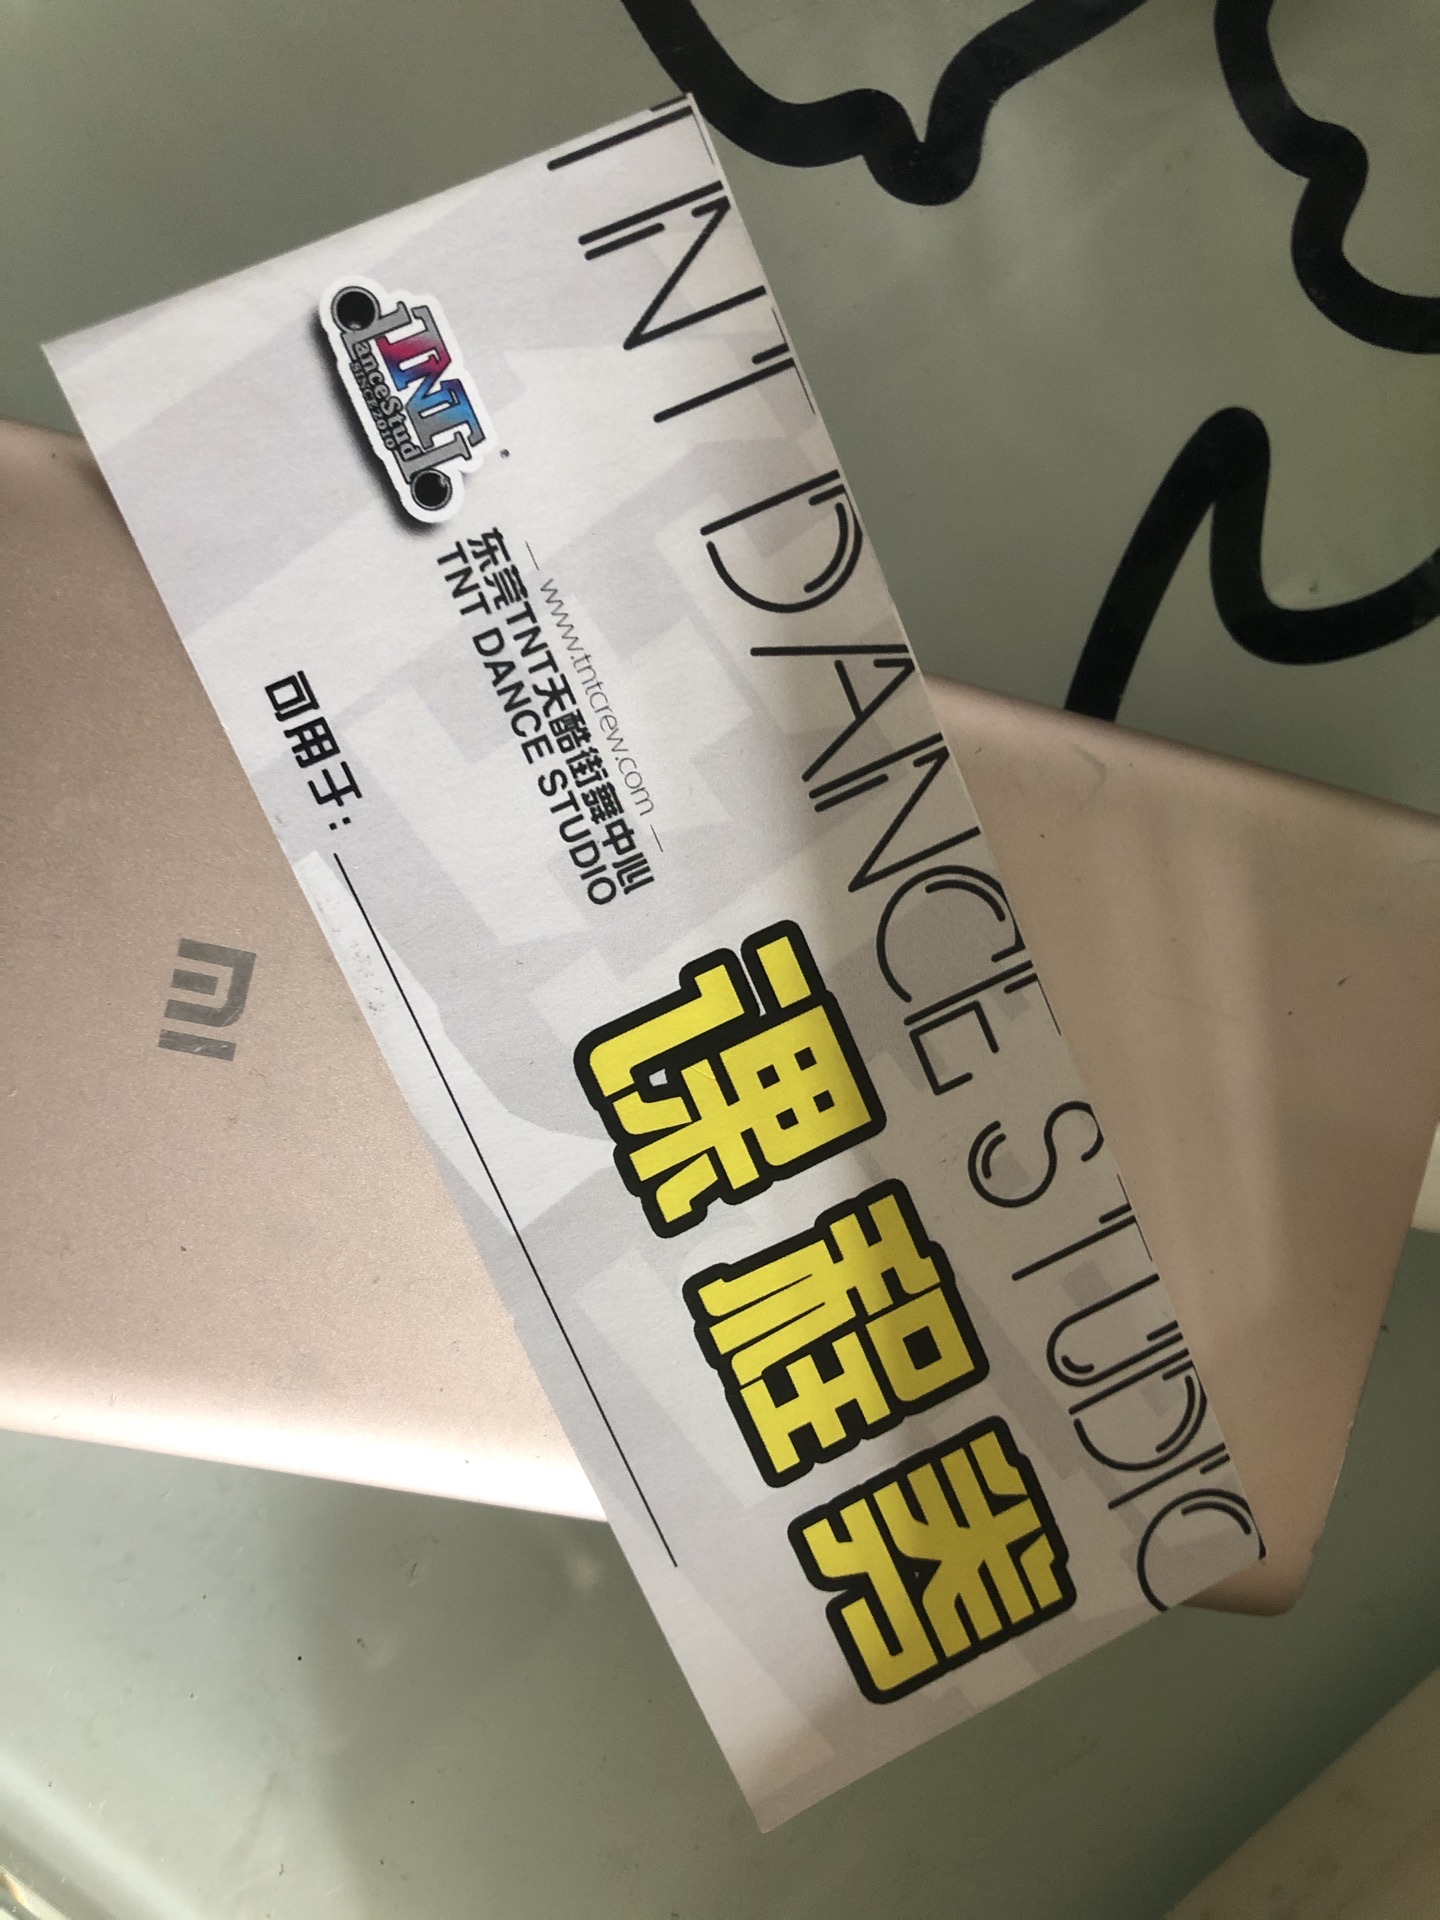 TNT DANCE STUDIO
TNT
DanceStud
SINCE 2010
www.tntcrew.com
东莞TNT天酷街舞中心
TNT DANCE STUDIO
课程券
可用于：